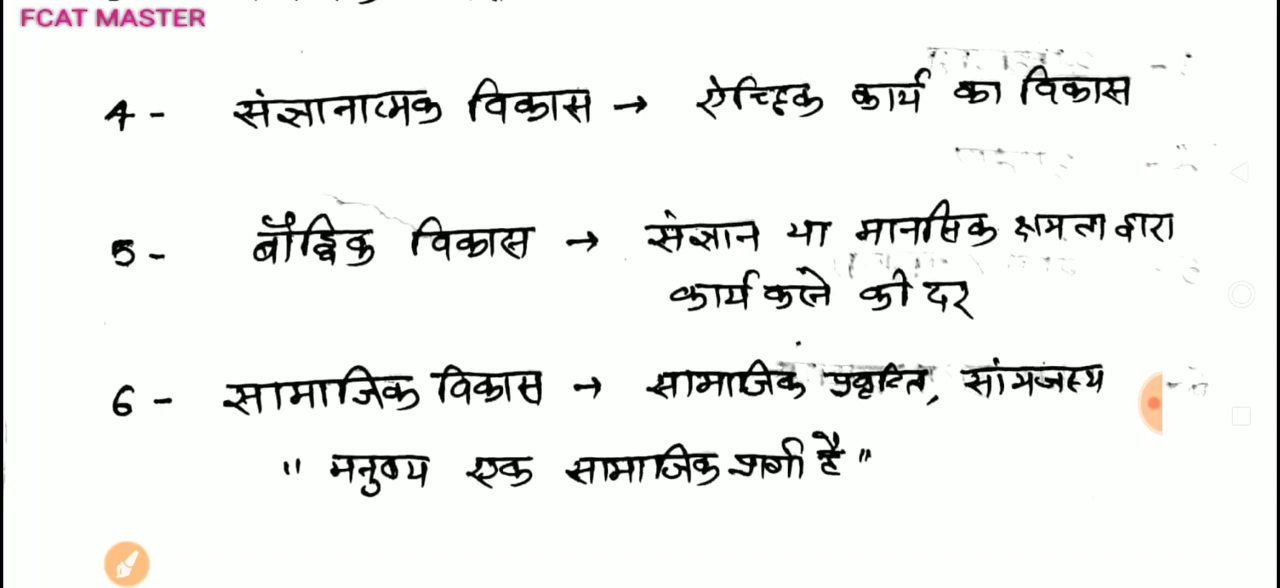 FCAT MASTER
4 - संज्ञानात्मक विकास → ऐच्छिक कार्य का विकास
5 - बौद्धिक विकास → संज्ञान या मानसिक क्षमता द्वारा
कार्य करने की दर
6 - सामाजिक विकास → सामाजिक प्रवृत्ति, सांमजस्य
" मनुष्य एक सामाजिक प्राणी है "